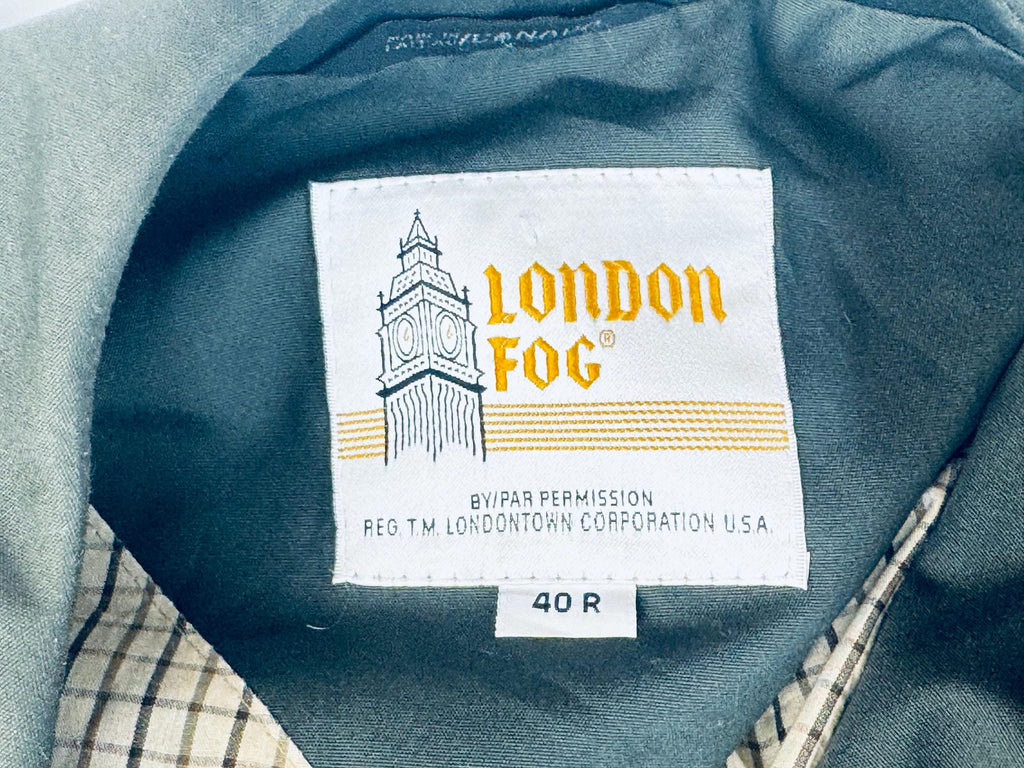 LONDON
FOG®
BY/PAR PERMISSION
REG. T.M. LONDONTOWN CORPORATION U.S.A.
40 R